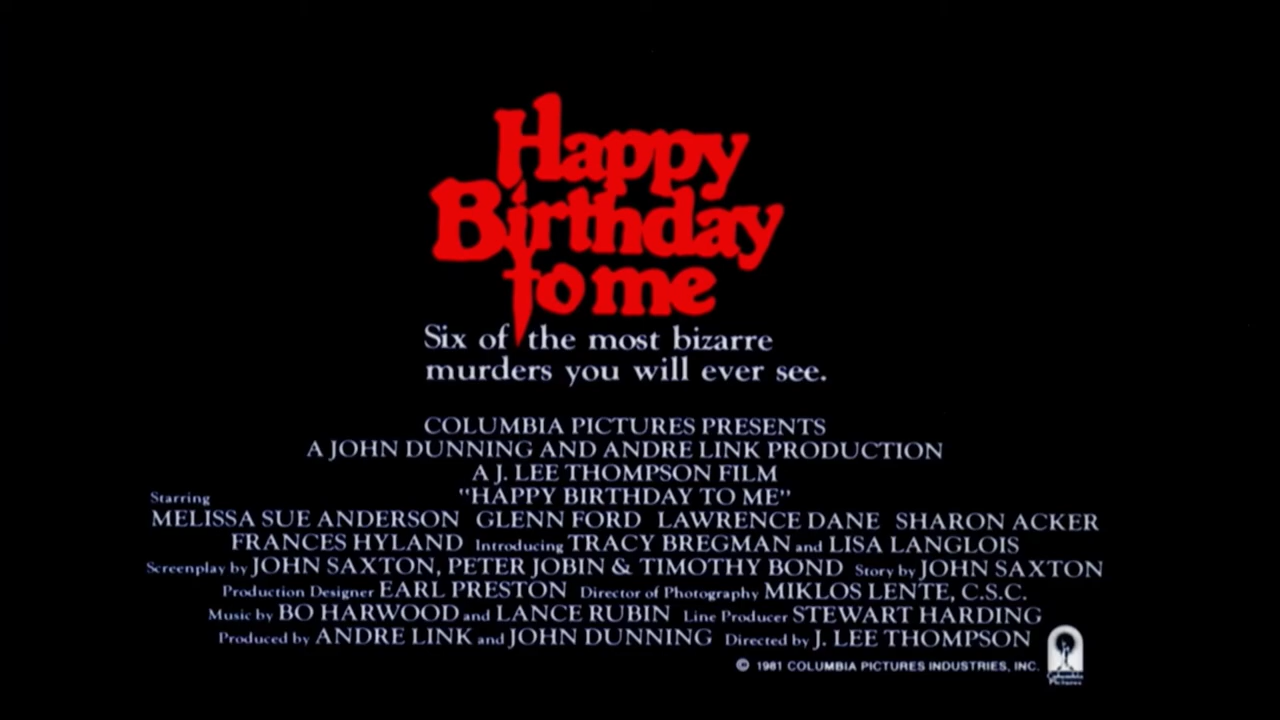 Happy
Birthday
to me
Six of the most bizarre
murders you will ever see.
COLUMBIA PICTURES PRESENTS
A JOHN DUNNING AND ANDRE LINK PRODUCTION
A J. LEE THOMPSON FILM
Starring "HAPPY BIRTHDAY TO ME"
MELISSA SUE ANDERSON GLENN FORD LAWRENCE DANE SHARON ACKER
FRANCES HYLAND Introducing TRACY BREGMAN and LISA LANGLOIS
Screenplay by JOHN SAXTON, PETER JOBIN & TIMOTHY BOND Story by JOHN SAXTON
Production Designer EARL PRESTON Director of Photography MIKLOS LENTE, C.S.C.
Music by BO HARWOOD and LANCE RUBIN Line Producer STEWART HARDING
Produced by ANDRE LINK and JOHN DUNNING Directed by J. LEE THOMPSON
© 1981 COLUMBIA PICTURES INDUSTRIES, INC.
Columbia
Pictures